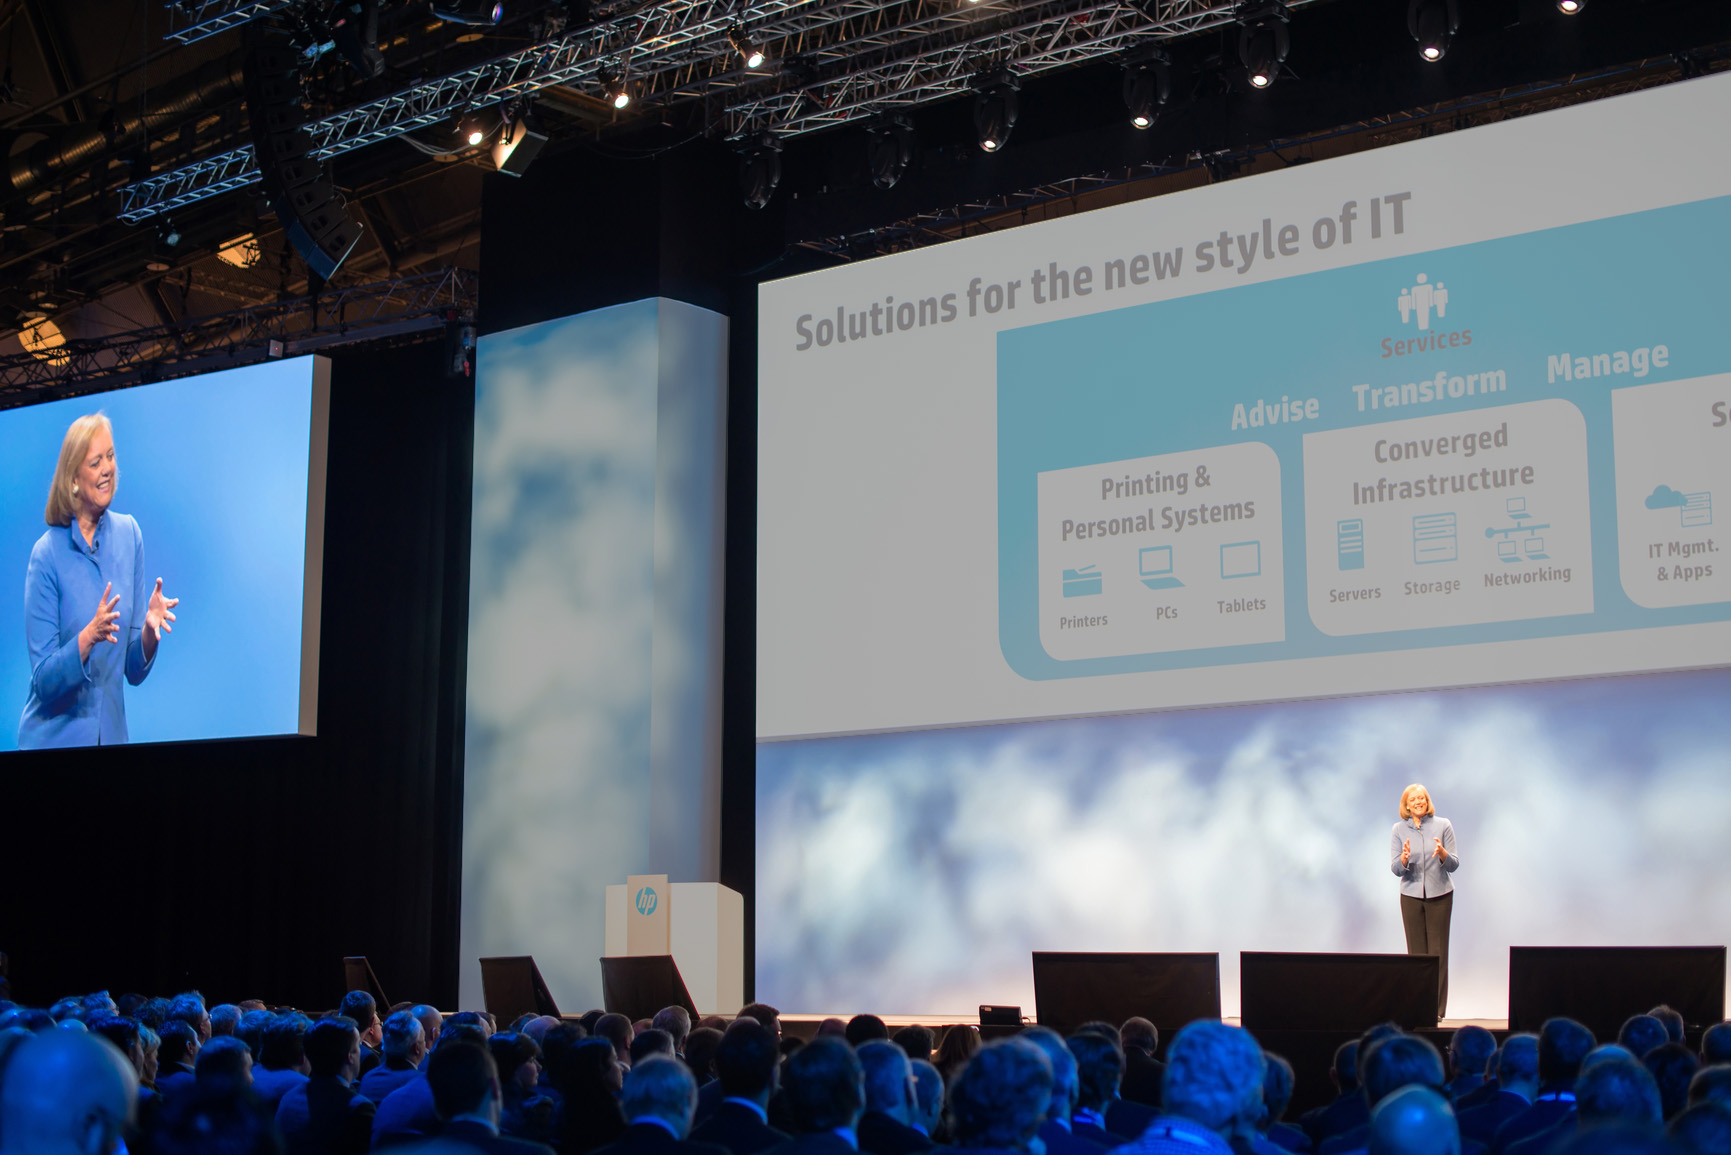 Solutions for the new style of IT
Services
Advise Transform Manage
Printing &
Personal Systems
Printers PCs Tablets
Converged
Infrastructure
Servers Storage Networking
IT Mgmt.
& Apps
hp